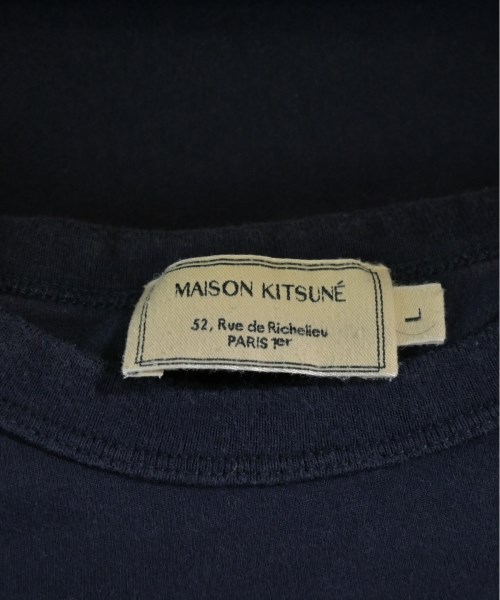 MAISON KITSUNÉ
52, Rue de Richelieu
PARIS 1er
L